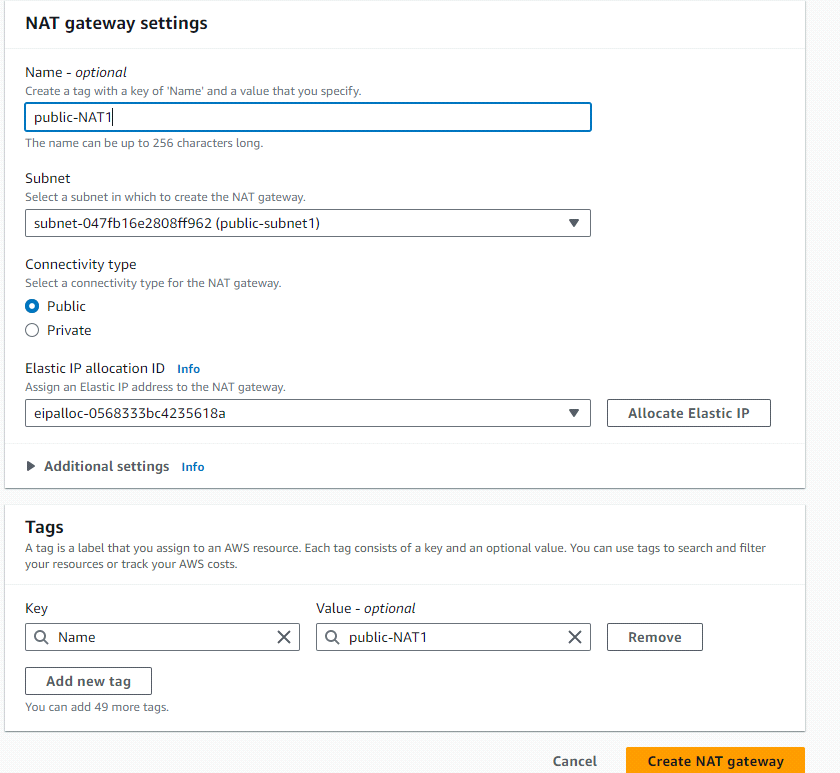 NAT gateway settings
Name - optional
Create a tag with a key of 'Name' and a value that you specify.
public-NAT1
The name can be up to 256 characters long.
Subnet
Select a subnet in which to create the NAT gateway.
subnet-047fb16e2808ff962 (public-subnet1)
Connectivity type
Select a connectivity type for the NAT gateway.
Public
Private
Elastic IP allocation ID Info
Assign an Elastic IP address to the NAT gateway.
eipalloc-0568333bc4235618a Allocate Elastic IP
Additional settings Info
Tags
A tag is a label that you assign to an AWS resource. Each tag consists of a key and an optional value. You can use tags to search and filter
your resources or track your AWS costs.
Key Value - optional
Name public-NAT1 Remove
Add new tag
You can add 49 more tags.
Cancel Create NAT gateway